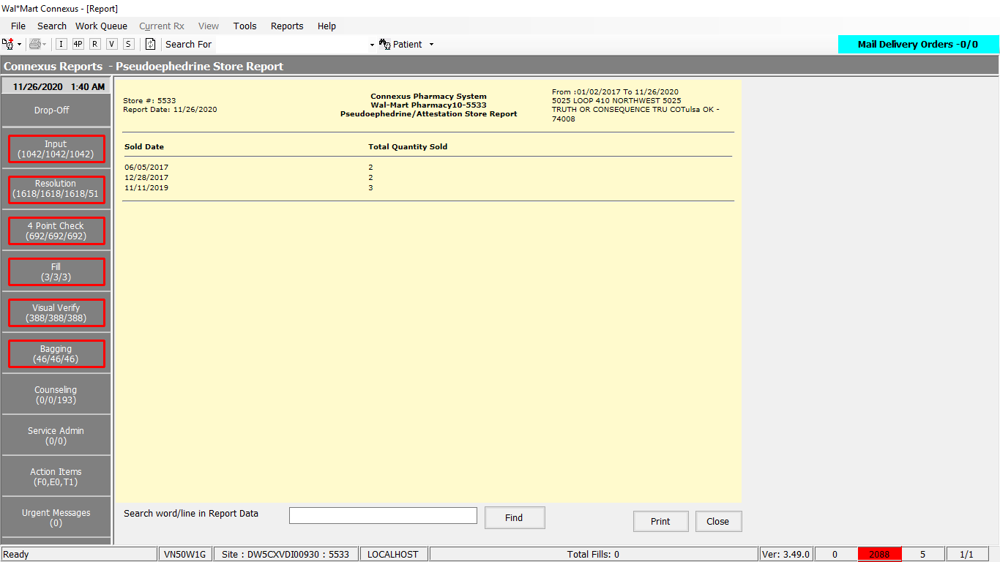 Wal*Mart Connexus - [Report]
File Search Work Queue Current Rx View Tools Reports Help
I 4P R V S Search For Patient Mail Delivery Orders -0/0
Connexus Reports - Pseudoephedrine Store Report
11/26/2020 1:40 AM
Drop-Off
Input
(1042/1042/1042)
Resolution
(1618/1618/1618/51
4 Point Check
(692/692/692)
Fill
(3/3/3)
Visual Verify
(388/388/388)
Bagging
(46/46/46)
Counseling
(0/0/193)
Service Admin
(0/0)
Action Items
(F0,E0,T1)
Urgent Messages
(0)
Store #: 5533
Report Date: 11/26/2020
Connexus Pharmacy System
Wal-Mart Pharmacy10-5533
Pseudoephedrine/Attestation Store Report
From :01/02/2017 To 11/26/2020
5025 LOOP 410 NORTHWEST 5025
TRUTH OR CONSEQUENCE TRU COTulsa OK -
74008
Sold Date Total Quantity Sold
06/05/2017 2
12/28/2017 2
11/11/2019 3
Search word/line in Report Data Find Print Close
Ready VN50W1G Site : DW5CXVDI00930 : 5533 LOCALHOST Total Fills: 0 Ver: 3.49.0 0 2088 5 1/1